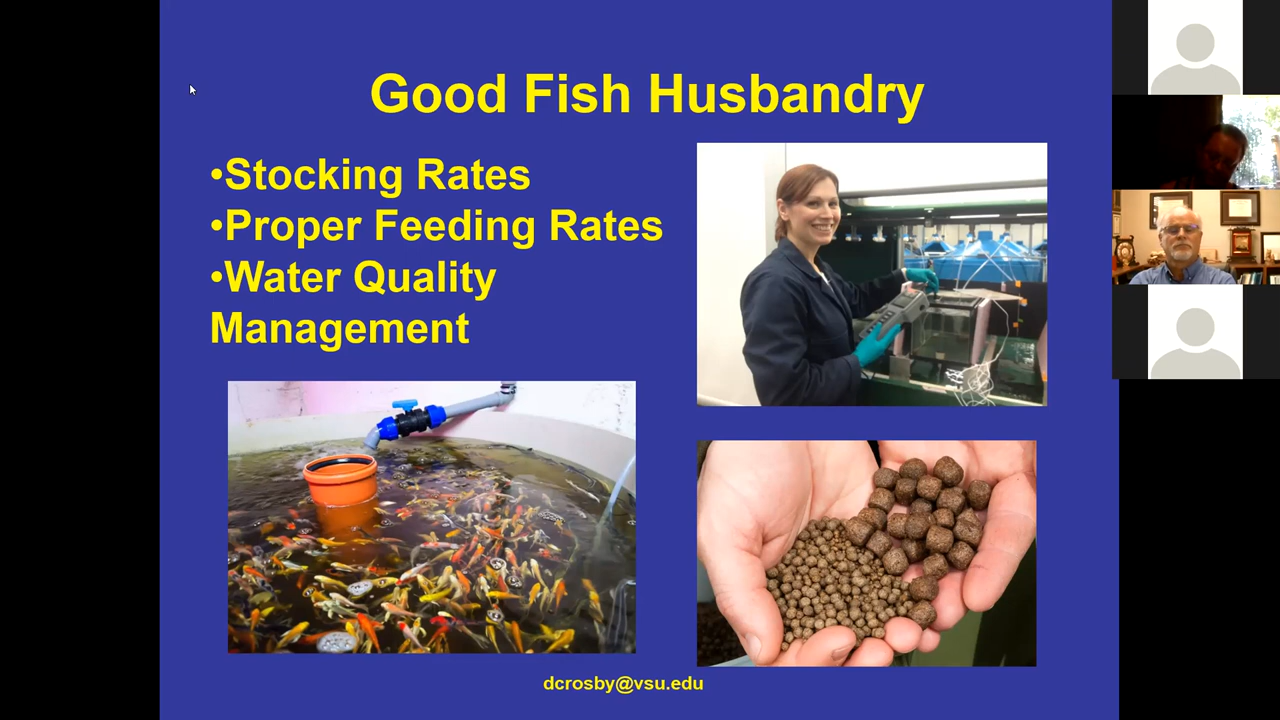 Good Fish Husbandry
•Stocking Rates
•Proper Feeding Rates
•Water Quality
Management
dcrosby@vsu.edu